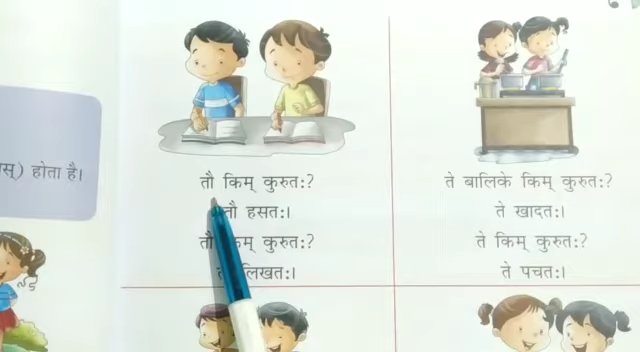 स्) होता है।
तौ किम् कुरुत:?
तौ हसत:।
तौ किम् कुरुत:?
लिखत:।
ते बालिके किम् कुरुत:?
ते खादत:।
ते किम् कुरुत:?
ते पचत:।